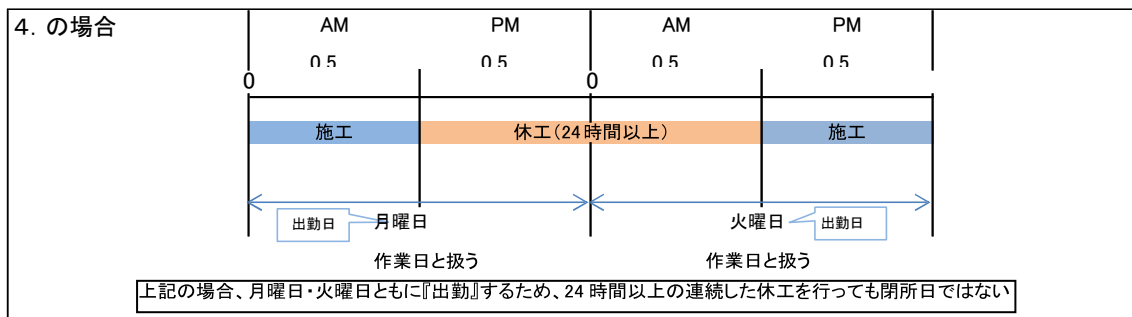 4．の場合
AM PM AM PM
0.5 0.5 0.5 0.5
0 0
施工 休工（24時間以上） 施工
出勤日 月曜日 火曜日 出勤日
作業日と扱う 作業日と扱う
上記の場合、月曜日・火曜日ともに『出勤』するため、24時間以上の連続した休工を行っても閉所日ではない